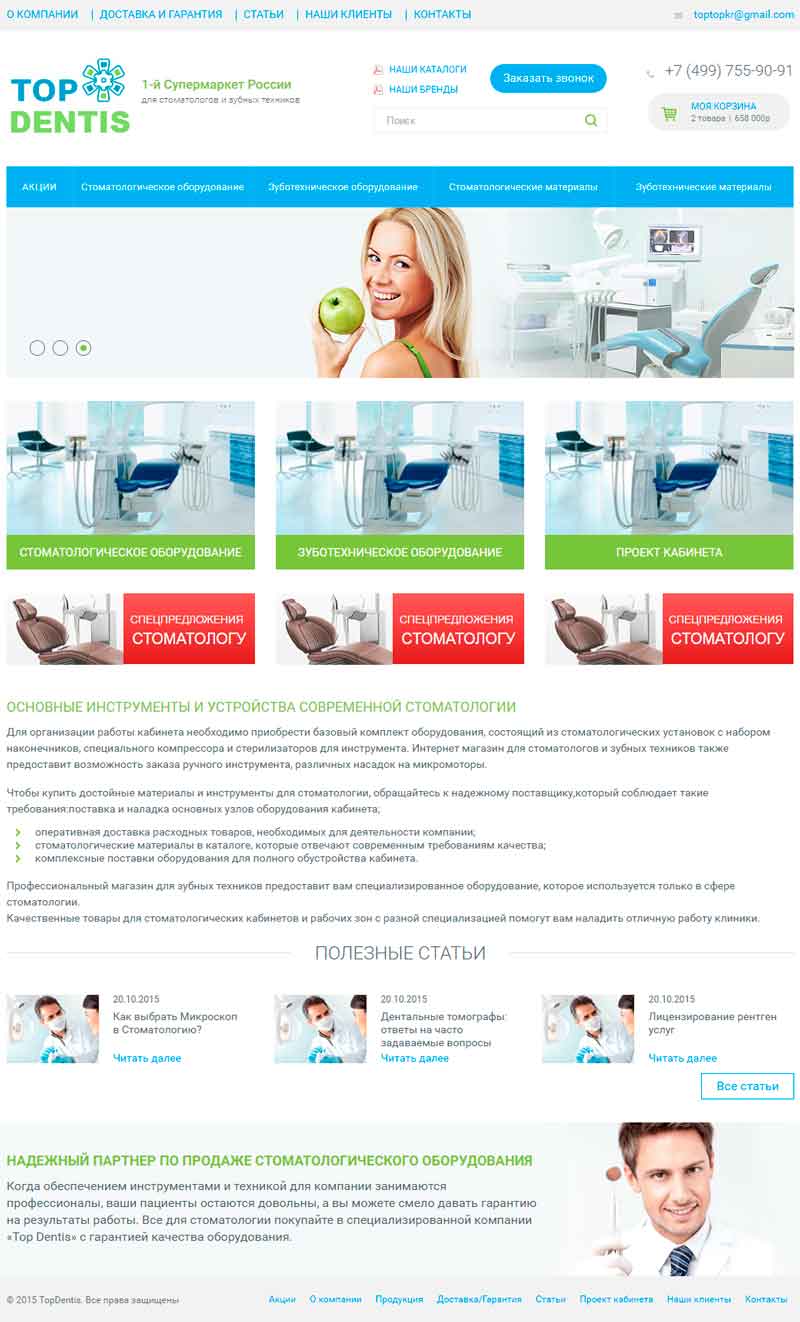 О КОМПАНИИ | ДОСТАВКА И ГАРАНТИЯ | СТАТЬИ | НАШИ КЛИЕНТЫ | КОНТАКТЫ
toptopkr@gmail.com
TOP
DENTIS
1-й Супермаркет России
для стоматологов и зубных техников
НАШИ КАТАЛОГИ
НАШИ БРЕНДЫ
Заказать звонок
Поиск
+7 (499) 755-90-91
МОЯ КОРЗИНА
2 товара | 658 000р
АКЦИИ
Стоматологическое оборудование
Зуботехническое оборудование
Стоматологические материалы
Зуботехнические материалы
СТОМАТОЛОГИЧЕСКОЕ ОБОРУДОВАНИЕ
ЗУБОТЕХНИЧЕСКОЕ ОБОРУДОВАНИЕ
ПРОЕКТ КАБИНЕТА
СПЕЦПРЕДЛОЖЕНИЯ
СТОМАТОЛОГУ
СПЕЦПРЕДЛОЖЕНИЯ
СТОМАТОЛОГУ
СПЕЦПРЕДЛОЖЕНИЯ
СТОМАТОЛОГУ
ОСНОВНЫЕ ИНСТРУМЕНТЫ И УСТРОЙСТВА СОВРЕМЕННОЙ СТОМАТОЛОГИИ
Для организации работы кабинета необходимо приобрести базовый комплект оборудования, состоящий из стоматологических установок с набором
наконечников, специального компрессора и стерилизаторов для инструмента. Интернет магазин для стоматологов и зубных техников также
предоставит возможность заказа ручного инструмента, различных насадок на микромоторы.
Чтобы купить достойные материалы и инструменты для стоматологии, обращайтесь к надежному поставщику,который соблюдает такие
требования:поставка и наладка основных узлов оборудования кабинета;
оперативная доставка расходных товаров, необходимых для деятельности компании;
стоматологические материалы в каталоге, которые отвечают современным требованиям качества;
комплексные поставки оборудования для полного обустройства кабинета.
Профессиональный магазин для зубных техников предоставит вам специализированное оборудование, которое используется только в сфере
стоматологии.
Качественные товары для стоматологических кабинетов и рабочих зон с разной специализацией помогут вам наладить отличную работу клиники.
ПОЛЕЗНЫЕ СТАТЬИ
20.10.2015
Как выбрать Микроскоп
в Стоматологию?
Читать далее
20.10.2015
Дентальные томографы:
ответы на часто
задаваемые вопросы
Читать далее
20.10.2015
Лицензирование рентген
услуг
Читать далее
Все статьи
НАДЕЖНЫЙ ПАРТНЕР ПО ПРОДАЖЕ СТОМАТОЛОГИЧЕСКОГО ОБОРУДОВАНИЯ
Когда обеспечением инструментами и техникой для компании занимаются
профессионалы, ваши пациенты остаются довольны, а вы можете смело давать гарантию
на результаты работы. Все для стоматологии покупайте в специализированной компании
«Top Dentis» с гарантией качества оборудования.
© 2015 TopDentis. Все права защищены
Акции О компании Продукция Доставка/Гарантия Статьи Проект кабинета Наши клиенты Контакты